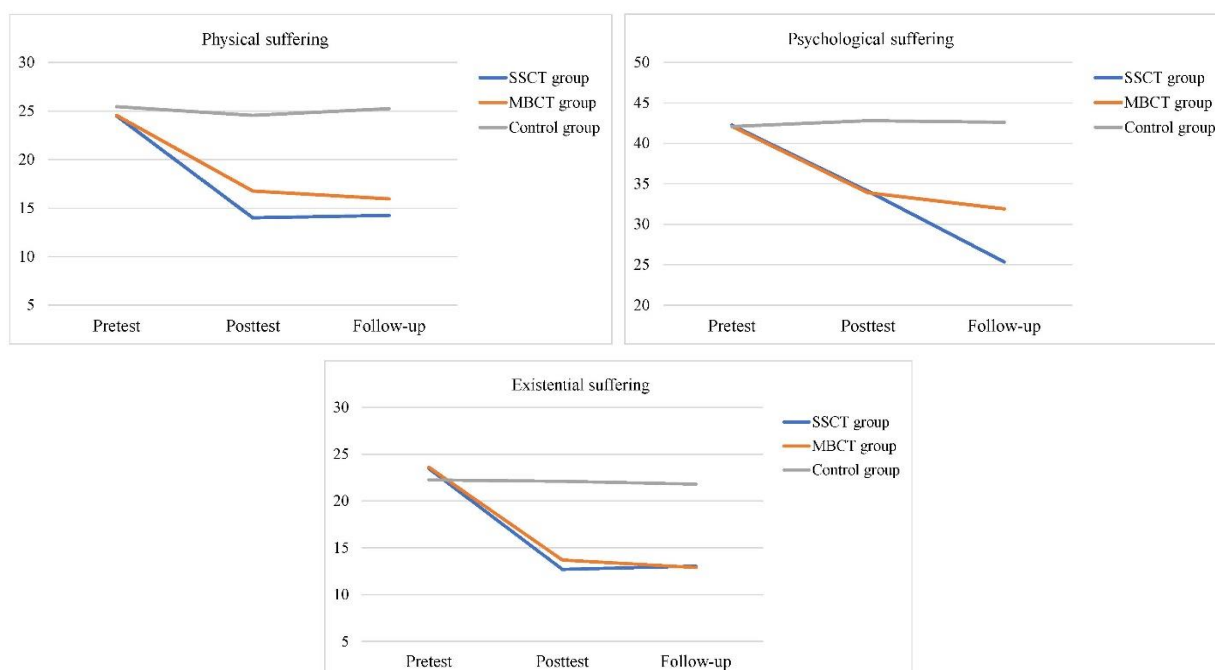 Physical suffering
30
25
20
15
10
5
Pretest Posttest Follow-up
SSCT group
MBCT group
Control group
Psychological suffering
50
45
40
35
30
25
20
Pretest Posttest Follow-up
SSCT group
MBCT group
Control group
Existential suffering
30
25
20
15
10
5
Pretest Posttest Follow-up
SSCT group
MBCT group
Control group